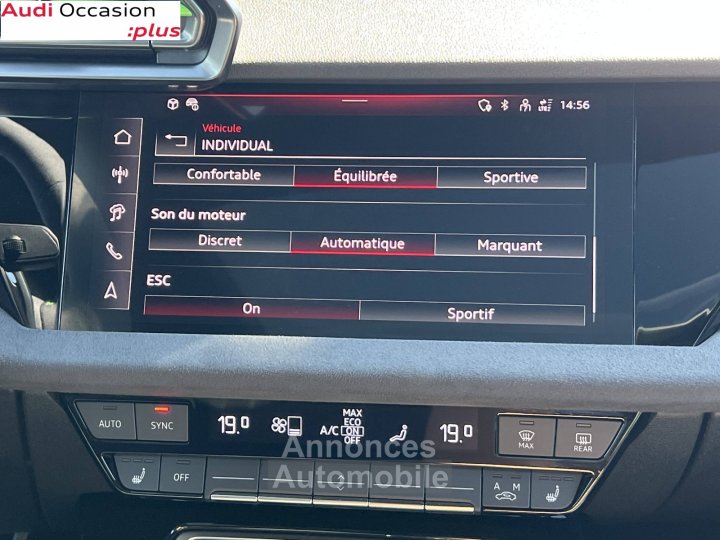 Audi Occasion
:plus
14:56
Véhicule
INDIVIDUAL
Confortable Équilibrée Sportive
Son du moteur
Discret Automatique Marquant
ESC
On Sportif
AUTO SYNC 19.0 A/C MAX ECO ON OFF 19.0 MAX REAR
OFF A M
Annonces
Automobile